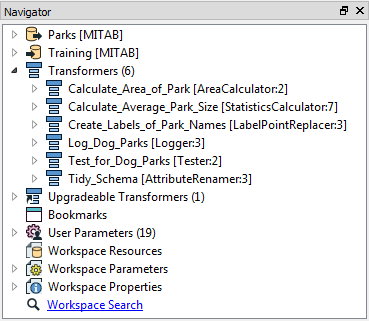 Navigator
Parks [MITAB]
Training [MITAB]
Transformers (6)
Calculate_Area_of_Park [AreaCalculator:2]
Calculate_Average_Park_Size [StatisticsCalculator:7]
Create_Labels_of_Park_Names [LabelPointReplacer:3]
Log_Dog_Parks [Logger:3]
Test_for_Dog_Parks [Tester:2]
Tidy_Schema [AttributeRenamer:3]
Upgradeable Transformers (1)
Bookmarks
User Parameters (19)
Workspace Resources
Workspace Parameters
Workspace Properties
Workspace Search